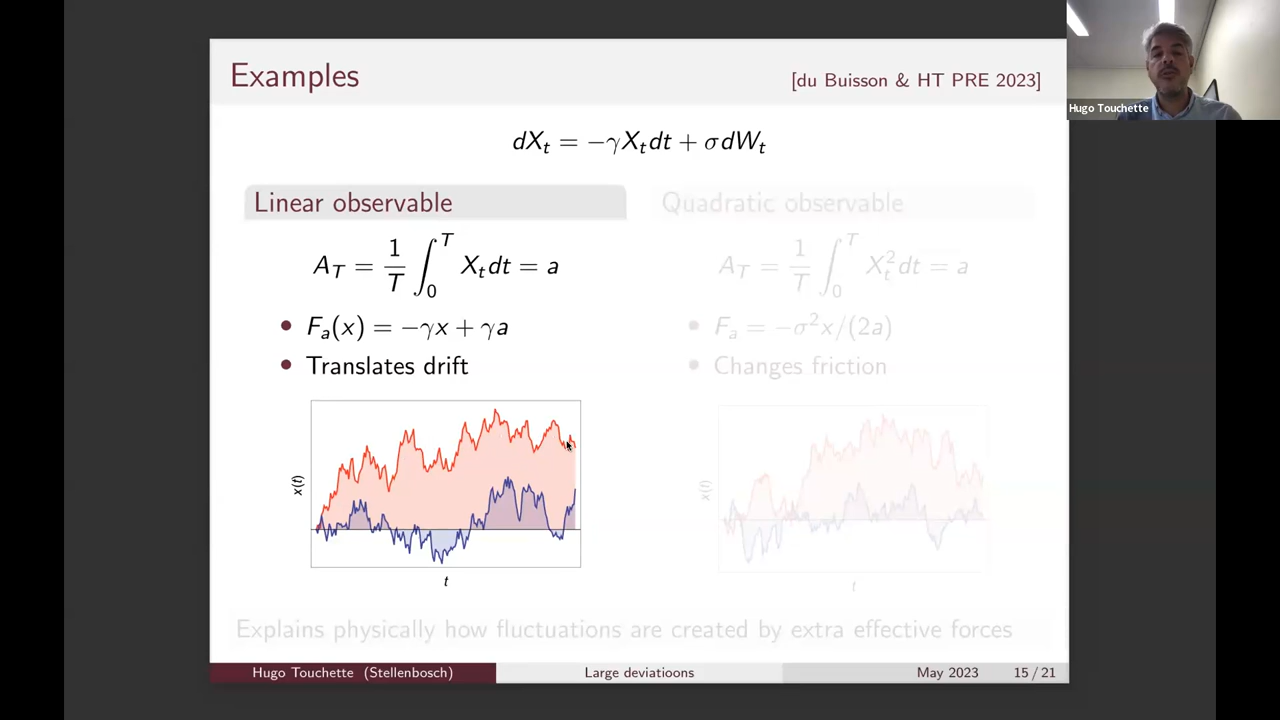 Examples
[du Buisson & HT PRE 2023]
Hugo Touchette
dX_t = −γX_t dt + σdW_t
Linear observable
A_T = 1/T ∫_0^T X_t dt = a
• F_a(x) = −γx + γa
• Translates drift
x(t)
t
Quadratic observable
A_T = 1/T ∫_0^T X_t^2 dt = a
• F_a = −σ^2 x/(2a)
• Changes friction
x(t)
t
Explains physically how fluctuations are created by extra effective forces
Hugo Touchette (Stellenbosch)
Large deviatioons
May 2023
15 / 21